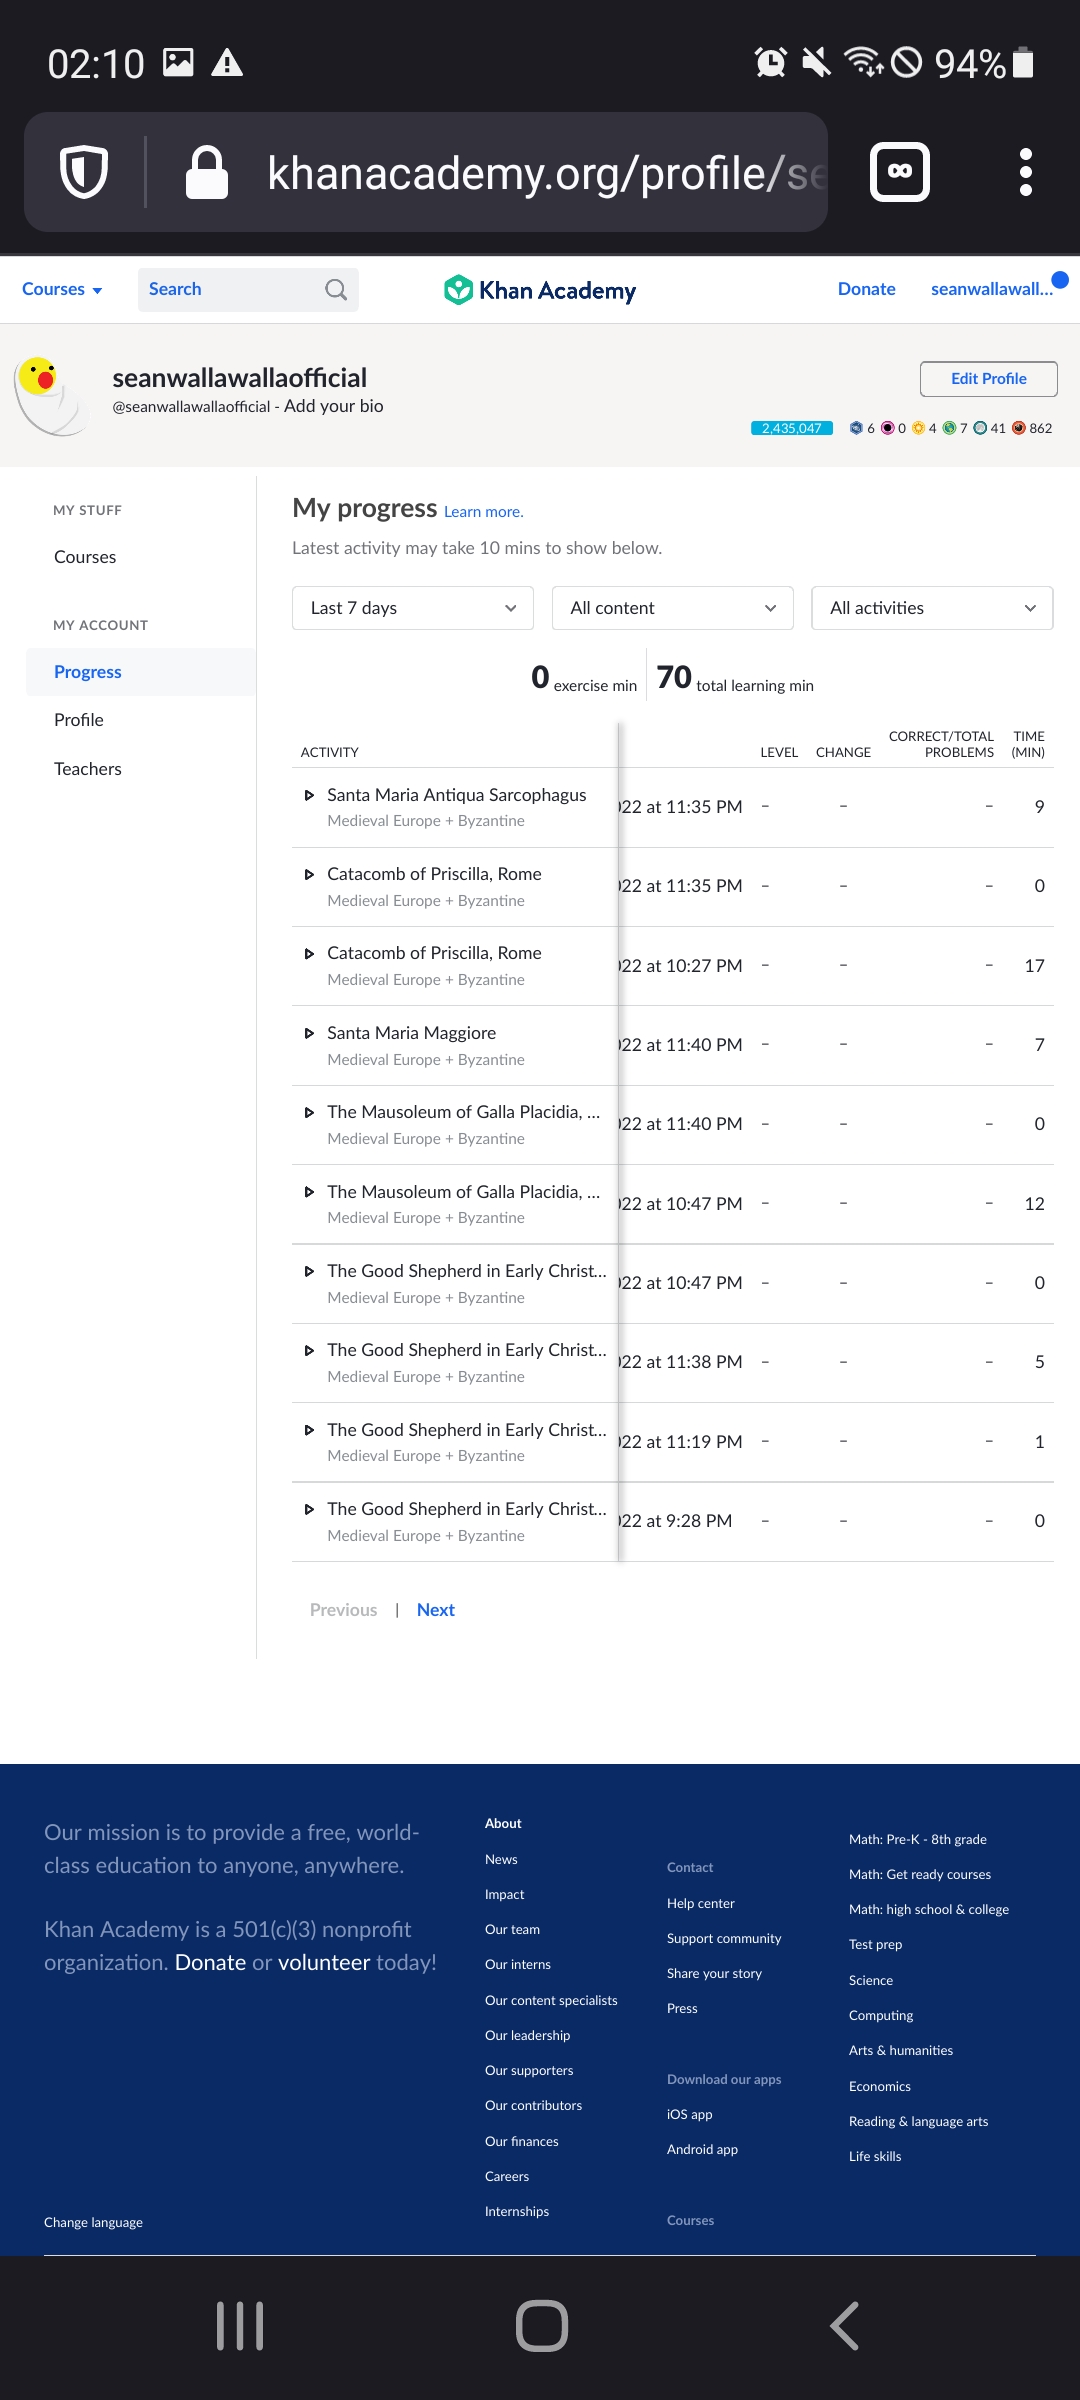 02:10 94%
khanacademy.org/profile/se
Courses Search Khan Academy Donate seanwallawall...
seanwallawallaofficial
@seanwallawallaofficial - Add your bio
Edit Profile
2,435,047 6 0 4 7 41 862
MY STUFF
Courses
MY ACCOUNT
Progress
Profile
Teachers
My progress Learn more.
Latest activity may take 10 mins to show below.
Last 7 days All content All activities
0 exercise min 70 total learning min
ACTIVITY LEVEL CHANGE CORRECT/TOTAL PROBLEMS TIME (MIN)
Santa Maria Antiqua Sarcophagus
Medieval Europe + Byzantine
022 at 11:35 PM – – – 9
Catacomb of Priscilla, Rome
Medieval Europe + Byzantine
022 at 11:35 PM – – – 0
Catacomb of Priscilla, Rome
Medieval Europe + Byzantine
022 at 10:27 PM – – – 17
Santa Maria Maggiore
Medieval Europe + Byzantine
022 at 11:40 PM – – – 7
The Mausoleum of Galla Placidia, ...
Medieval Europe + Byzantine
022 at 11:40 PM – – – 0
The Mausoleum of Galla Placidia, ...
Medieval Europe + Byzantine
022 at 10:47 PM – – – 12
The Good Shepherd in Early Christ...
Medieval Europe + Byzantine
022 at 10:47 PM – – – 0
The Good Shepherd in Early Christ...
Medieval Europe + Byzantine
022 at 11:38 PM – – – 5
The Good Shepherd in Early Christ...
Medieval Europe + Byzantine
022 at 11:19 PM – – – 1
The Good Shepherd in Early Christ...
Medieval Europe + Byzantine
022 at 9:28 PM – – – 0
Previous | Next
Our mission is to provide a free, world-
class education to anyone, anywhere.
Khan Academy is a 501(c)(3) nonprofit
organization. Donate or volunteer today!
Change language
About
News
Impact
Our team
Our interns
Our content specialists
Our leadership
Our supporters
Our contributors
Our finances
Careers
Internships
Contact
Help center
Support community
Share your story
Press
Download our apps
iOS app
Android app
Courses
Math: Pre-K - 8th grade
Math: Get ready courses
Math: high school & college
Test prep
Science
Computing
Arts & humanities
Economics
Reading & language arts
Life skills